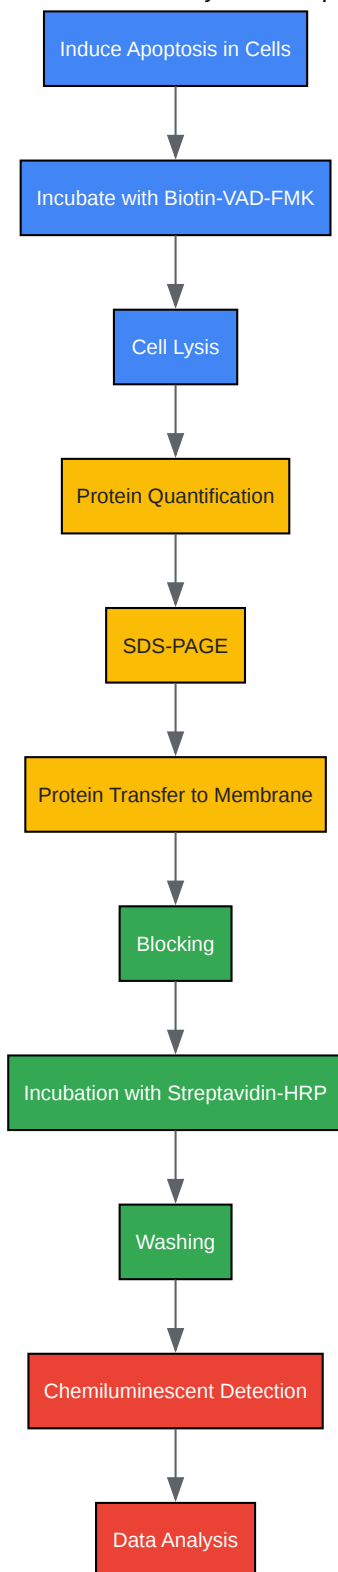 Induce Apoptosis in Cells
Incubate with Biotin-VAD-FMK
Cell Lysis
Protein Quantification
SDS-PAGE
Protein Transfer to Membrane
Blocking
Incubation with Streptavidin-HRP
Washing
Chemiluminescent Detection
Data Analysis